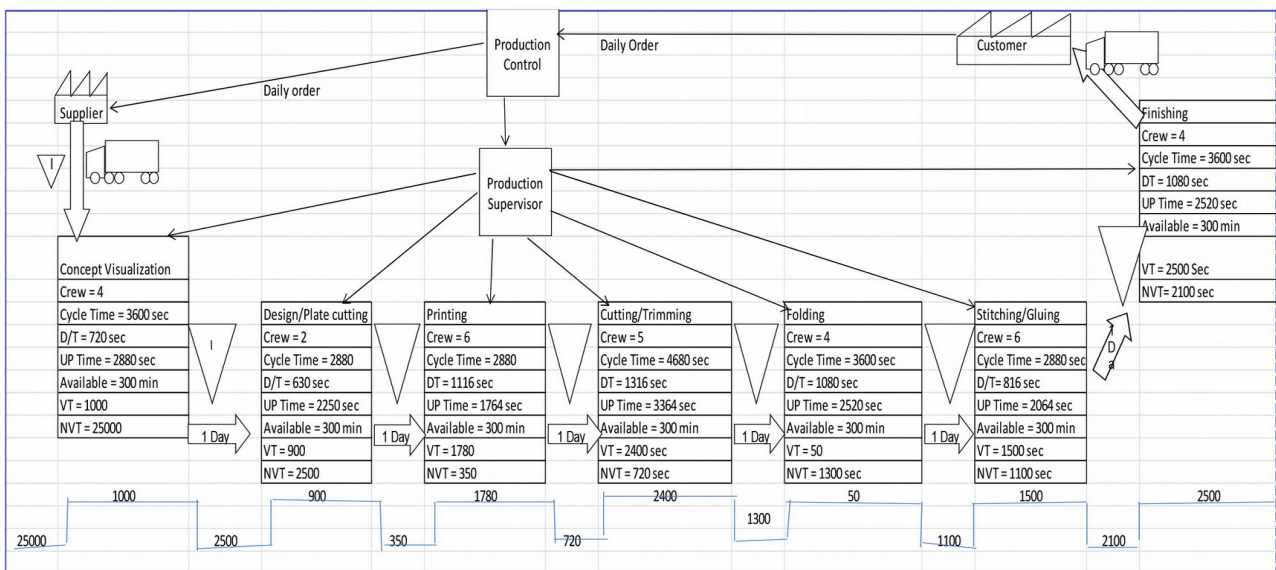 Production
Control
Daily Order
Customer
Daily order
Supplier
I
Production
Supervisor
Finishing
Crew = 4
Cycle Time = 3600 sec
DT = 1080 sec
UP Time = 2520 sec
Available = 300 min
VT = 2500 Sec
NVT= 2100 sec
Concept Visualization
Crew = 4
Cycle Time = 3600 sec
D/T = 720 sec
UP Time = 2880 sec
Available = 300 min
VT = 1000
NVT = 25000
I
1 Day
Design/Plate cutting
Crew = 2
Cycle Time = 2880
D/T = 630 sec
UP Time = 2250 sec
Available = 300 min
VT = 900
NVT = 2500
1 Day
Printing
Crew = 6
Cycle Time = 2880
DT = 1116 sec
UP Time = 1764 sec
Available = 300 min
VT = 1780
NVT = 350
1 Day
Cutting/Trimming
Crew = 5
Cycle Time = 4680 sec
DT = 1316 sec
UP Time = 3364 sec
Available = 300 min
VT = 2400 sec
NVT = 720 sec
1 Day
Folding
Crew = 4
Cycle Time = 3600 sec
D/T = 1080 sec
UP Time = 2520 sec
Available = 300 min
VT = 50
NVT = 1300 sec
1 Day
Stitching/Gluing
Crew = 6
Cycle Time = 2880 sec
D/T = 816 sec
UP Time = 2064 sec
Available = 300 min
VT = 1500 sec
NVT = 1100 sec
1000
900
1780
2400
50
1500
2500
25000
2500
350
720
1300
1100
2100